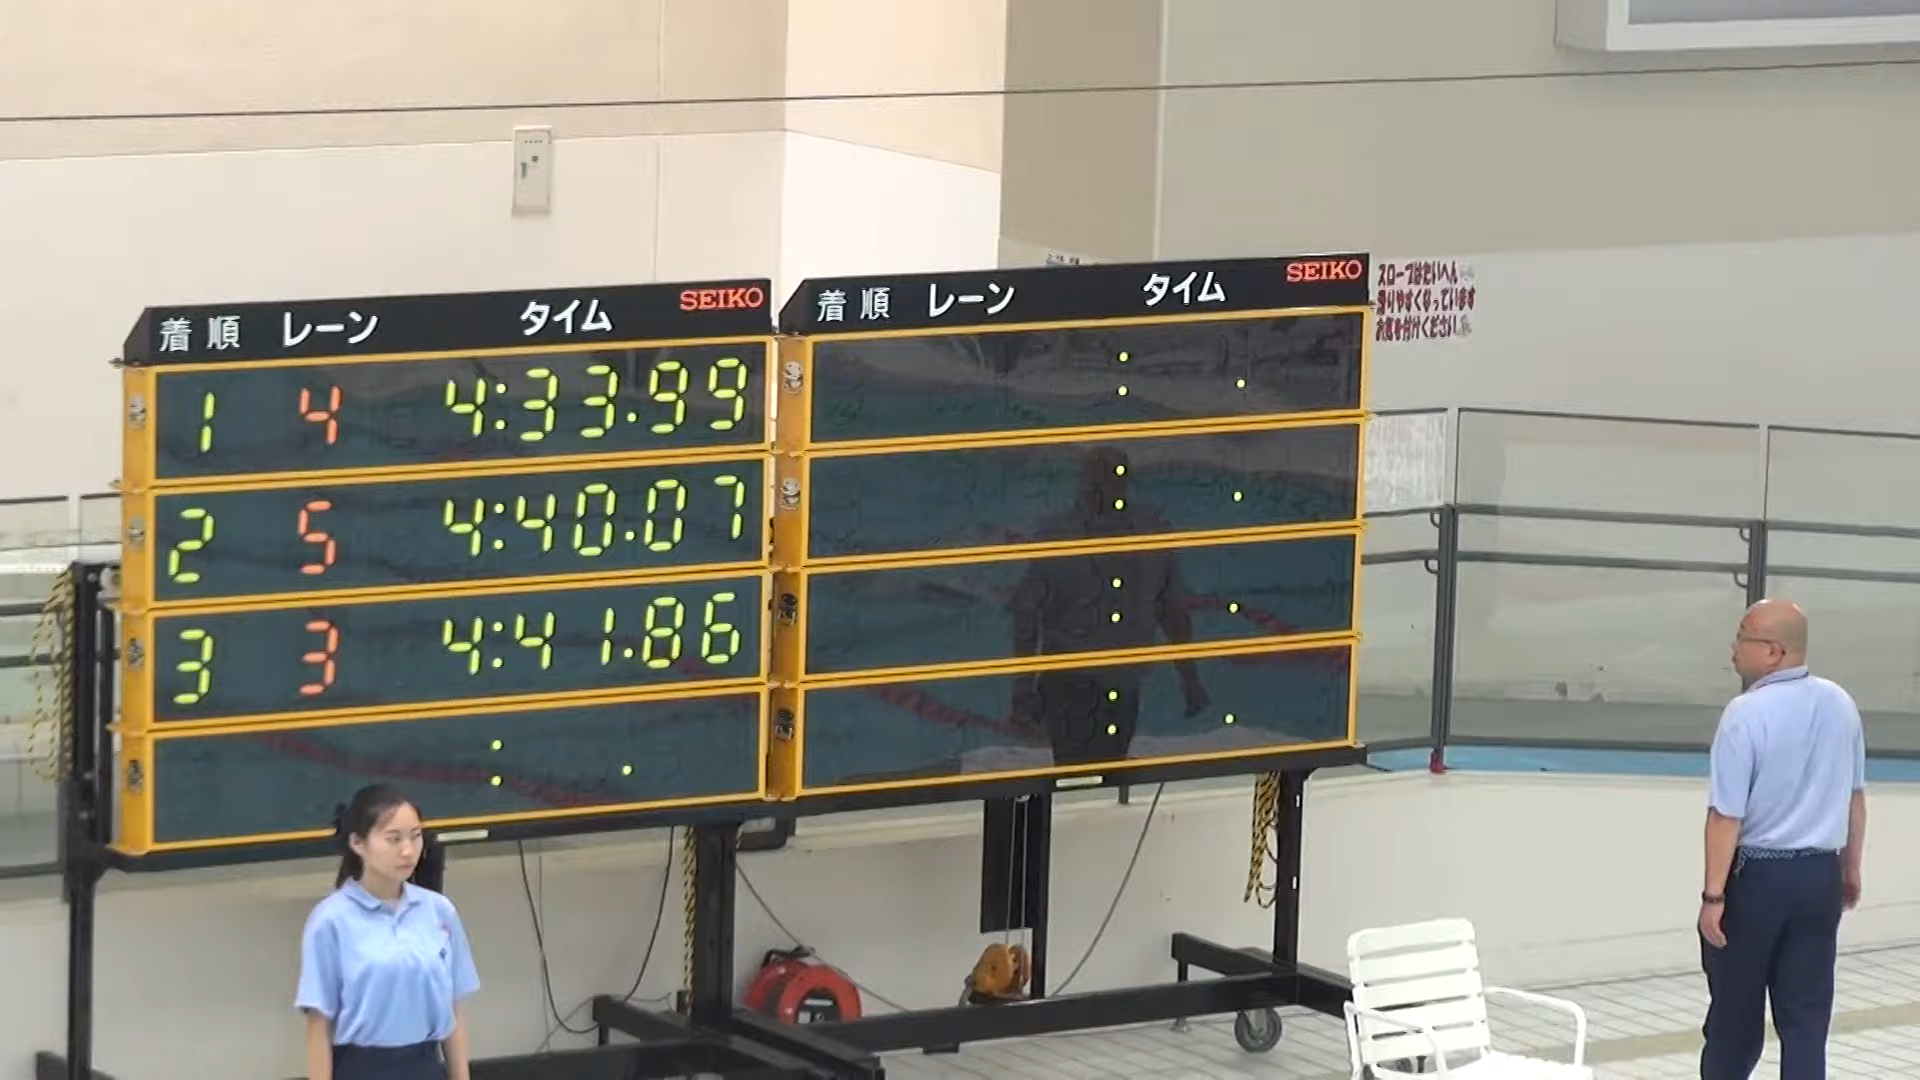 着順 レーン タイム SEIKO
1 4 4:33.99
2 5 4:40.07
3 3 4:41.86
着順 レーン タイム SEIKO
スロープはたいへん
滑りやすくなっています
お気を付けください